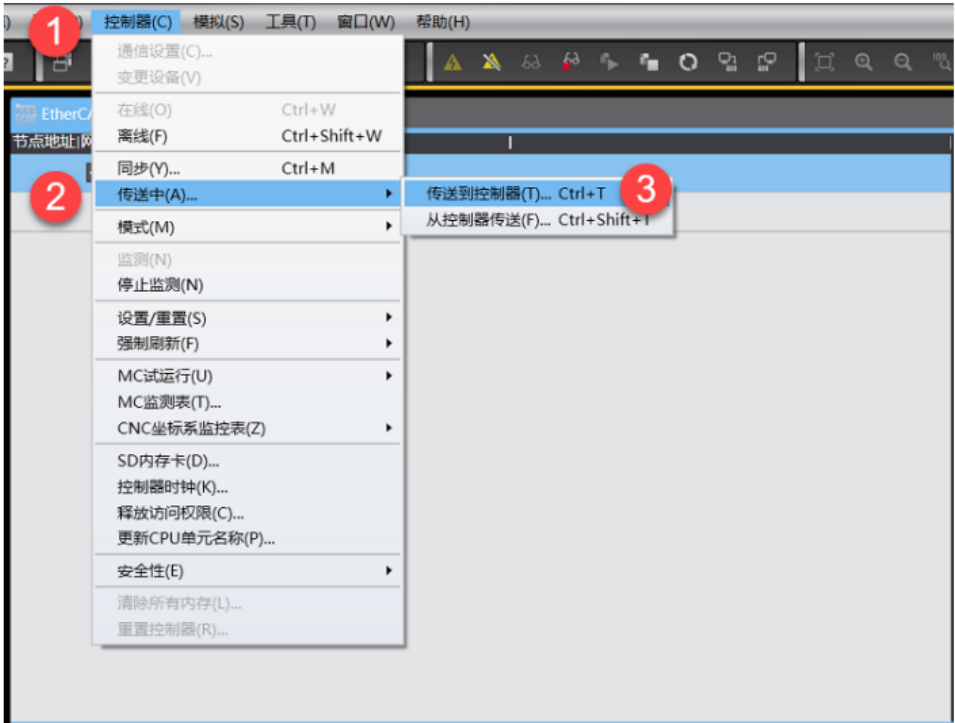 控制器(C) 模拟(S) 工具(T) 窗口(W) 帮助(H)
1
通信设置(C)...
变更设备(V)
EtherCA
在线(O) Ctrl+W
节点地址|网
离线(F) Ctrl+Shift+W
同步(Y)... Ctrl+M
2
传送中(A)...
传送到控制器(T)... Ctrl+T
3
从控制器传送(F)... Ctrl+Shift+T
模式(M)
监测(N)
停止监测(N)
设置/重置(S)
强制刷新(F)
MC试运行(U)
MC监测表(T)...
CNC坐标系监控表(Z)
SD内存卡(D)...
控制器时钟(K)...
释放访问权限(C)...
更新CPU单元名称(P)...
安全性(E)
清除所有内存(L)...
重置控制器(R)...